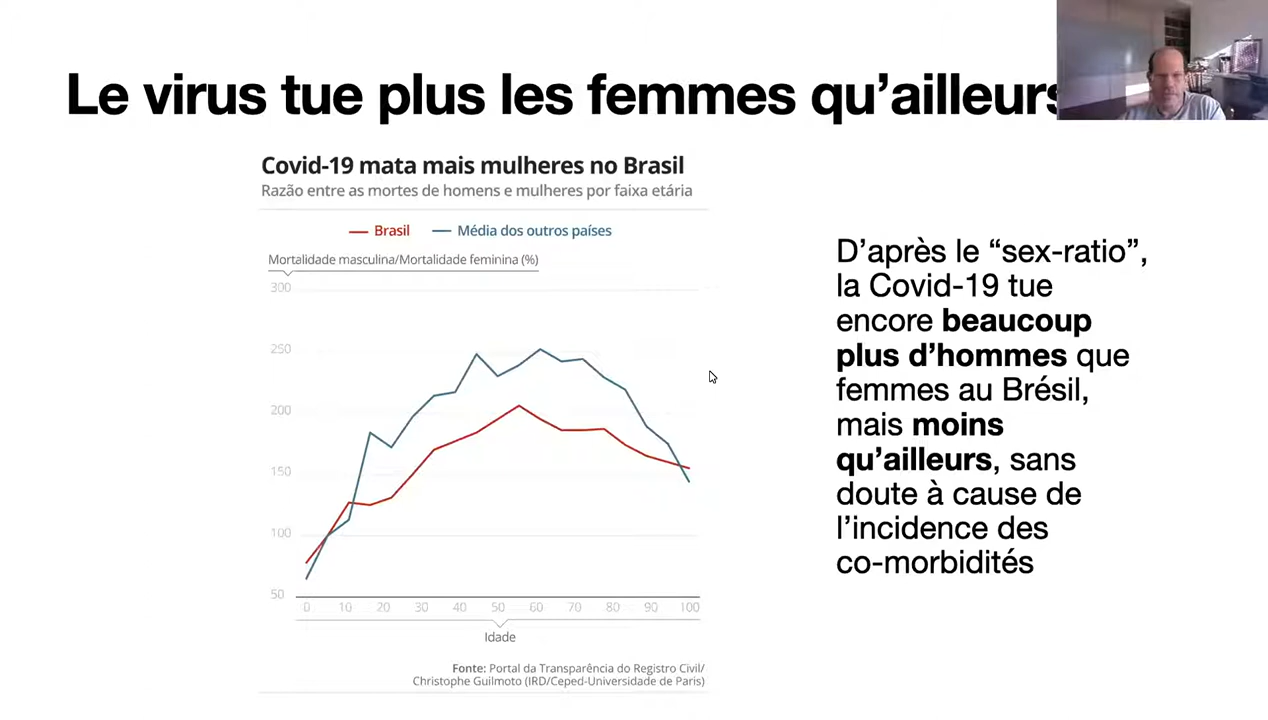 Le virus tue plus les femmes qu’ailleurs
Covid-19 mata mais mulheres no Brasil
Razão entre as mortes de homens e mulheres por faixa etária
Brasil Média dos outros países
Mortalidade masculina/Mortalidade feminina (%)
300
250
200
150
100
50
0 10 20 30 40 50 60 70 80 90 100
Idade
Fonte: Portal da Transparência do Registro Civil/
Christophe Guilmoto (IRD/Ceped-Universidade de Paris)
D’après le “sex-ratio”,
la Covid-19 tue
encore beaucoup
plus d’hommes que
femmes au Brésil,
mais moins
qu’ailleurs, sans
doute à cause de
l’incidence des
co-morbidités